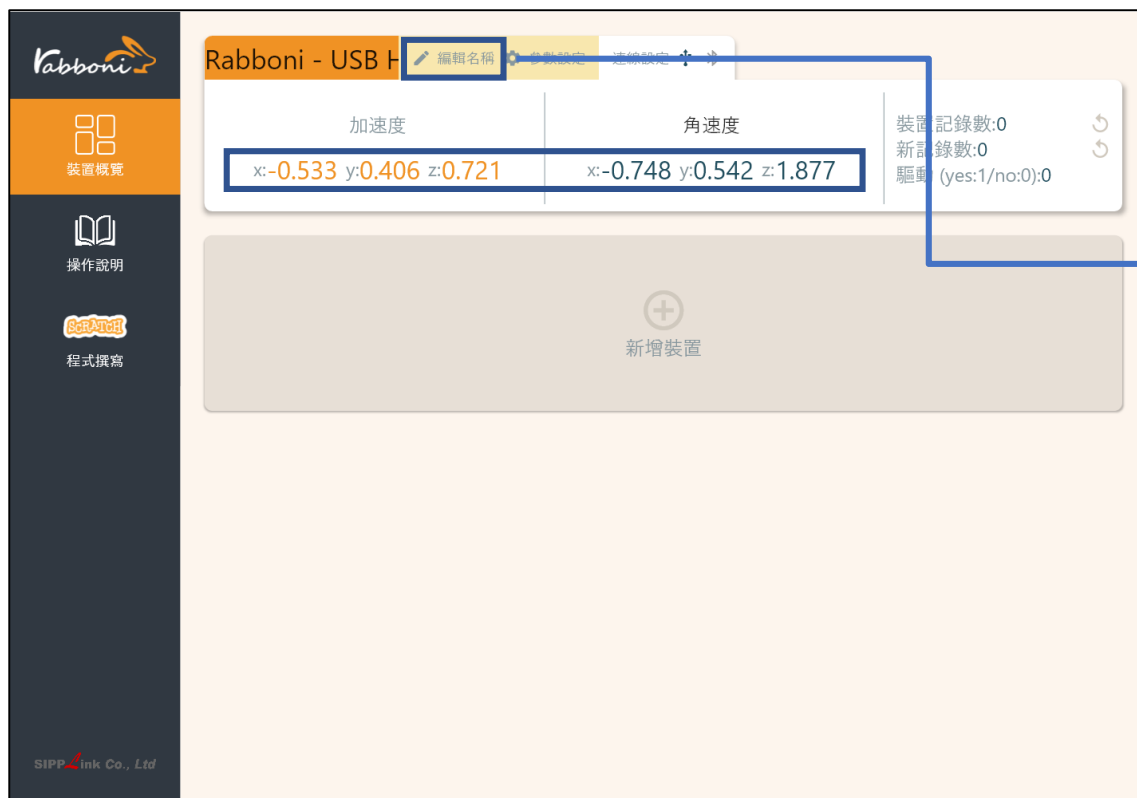 rabboni
裝置概覽
操作說明
SCRATCH
程式撰寫
SIPPLink Co., Ltd
Rabboni - USB H 編輯名稱 參數設定 連線設定
加速度 角速度
x:-0.533 y:0.406 z:0.721 x:-0.748 y:0.542 z:1.877
裝置記錄數:0
新記錄數:0
驅動 (yes:1/no:0):0
新增裝置